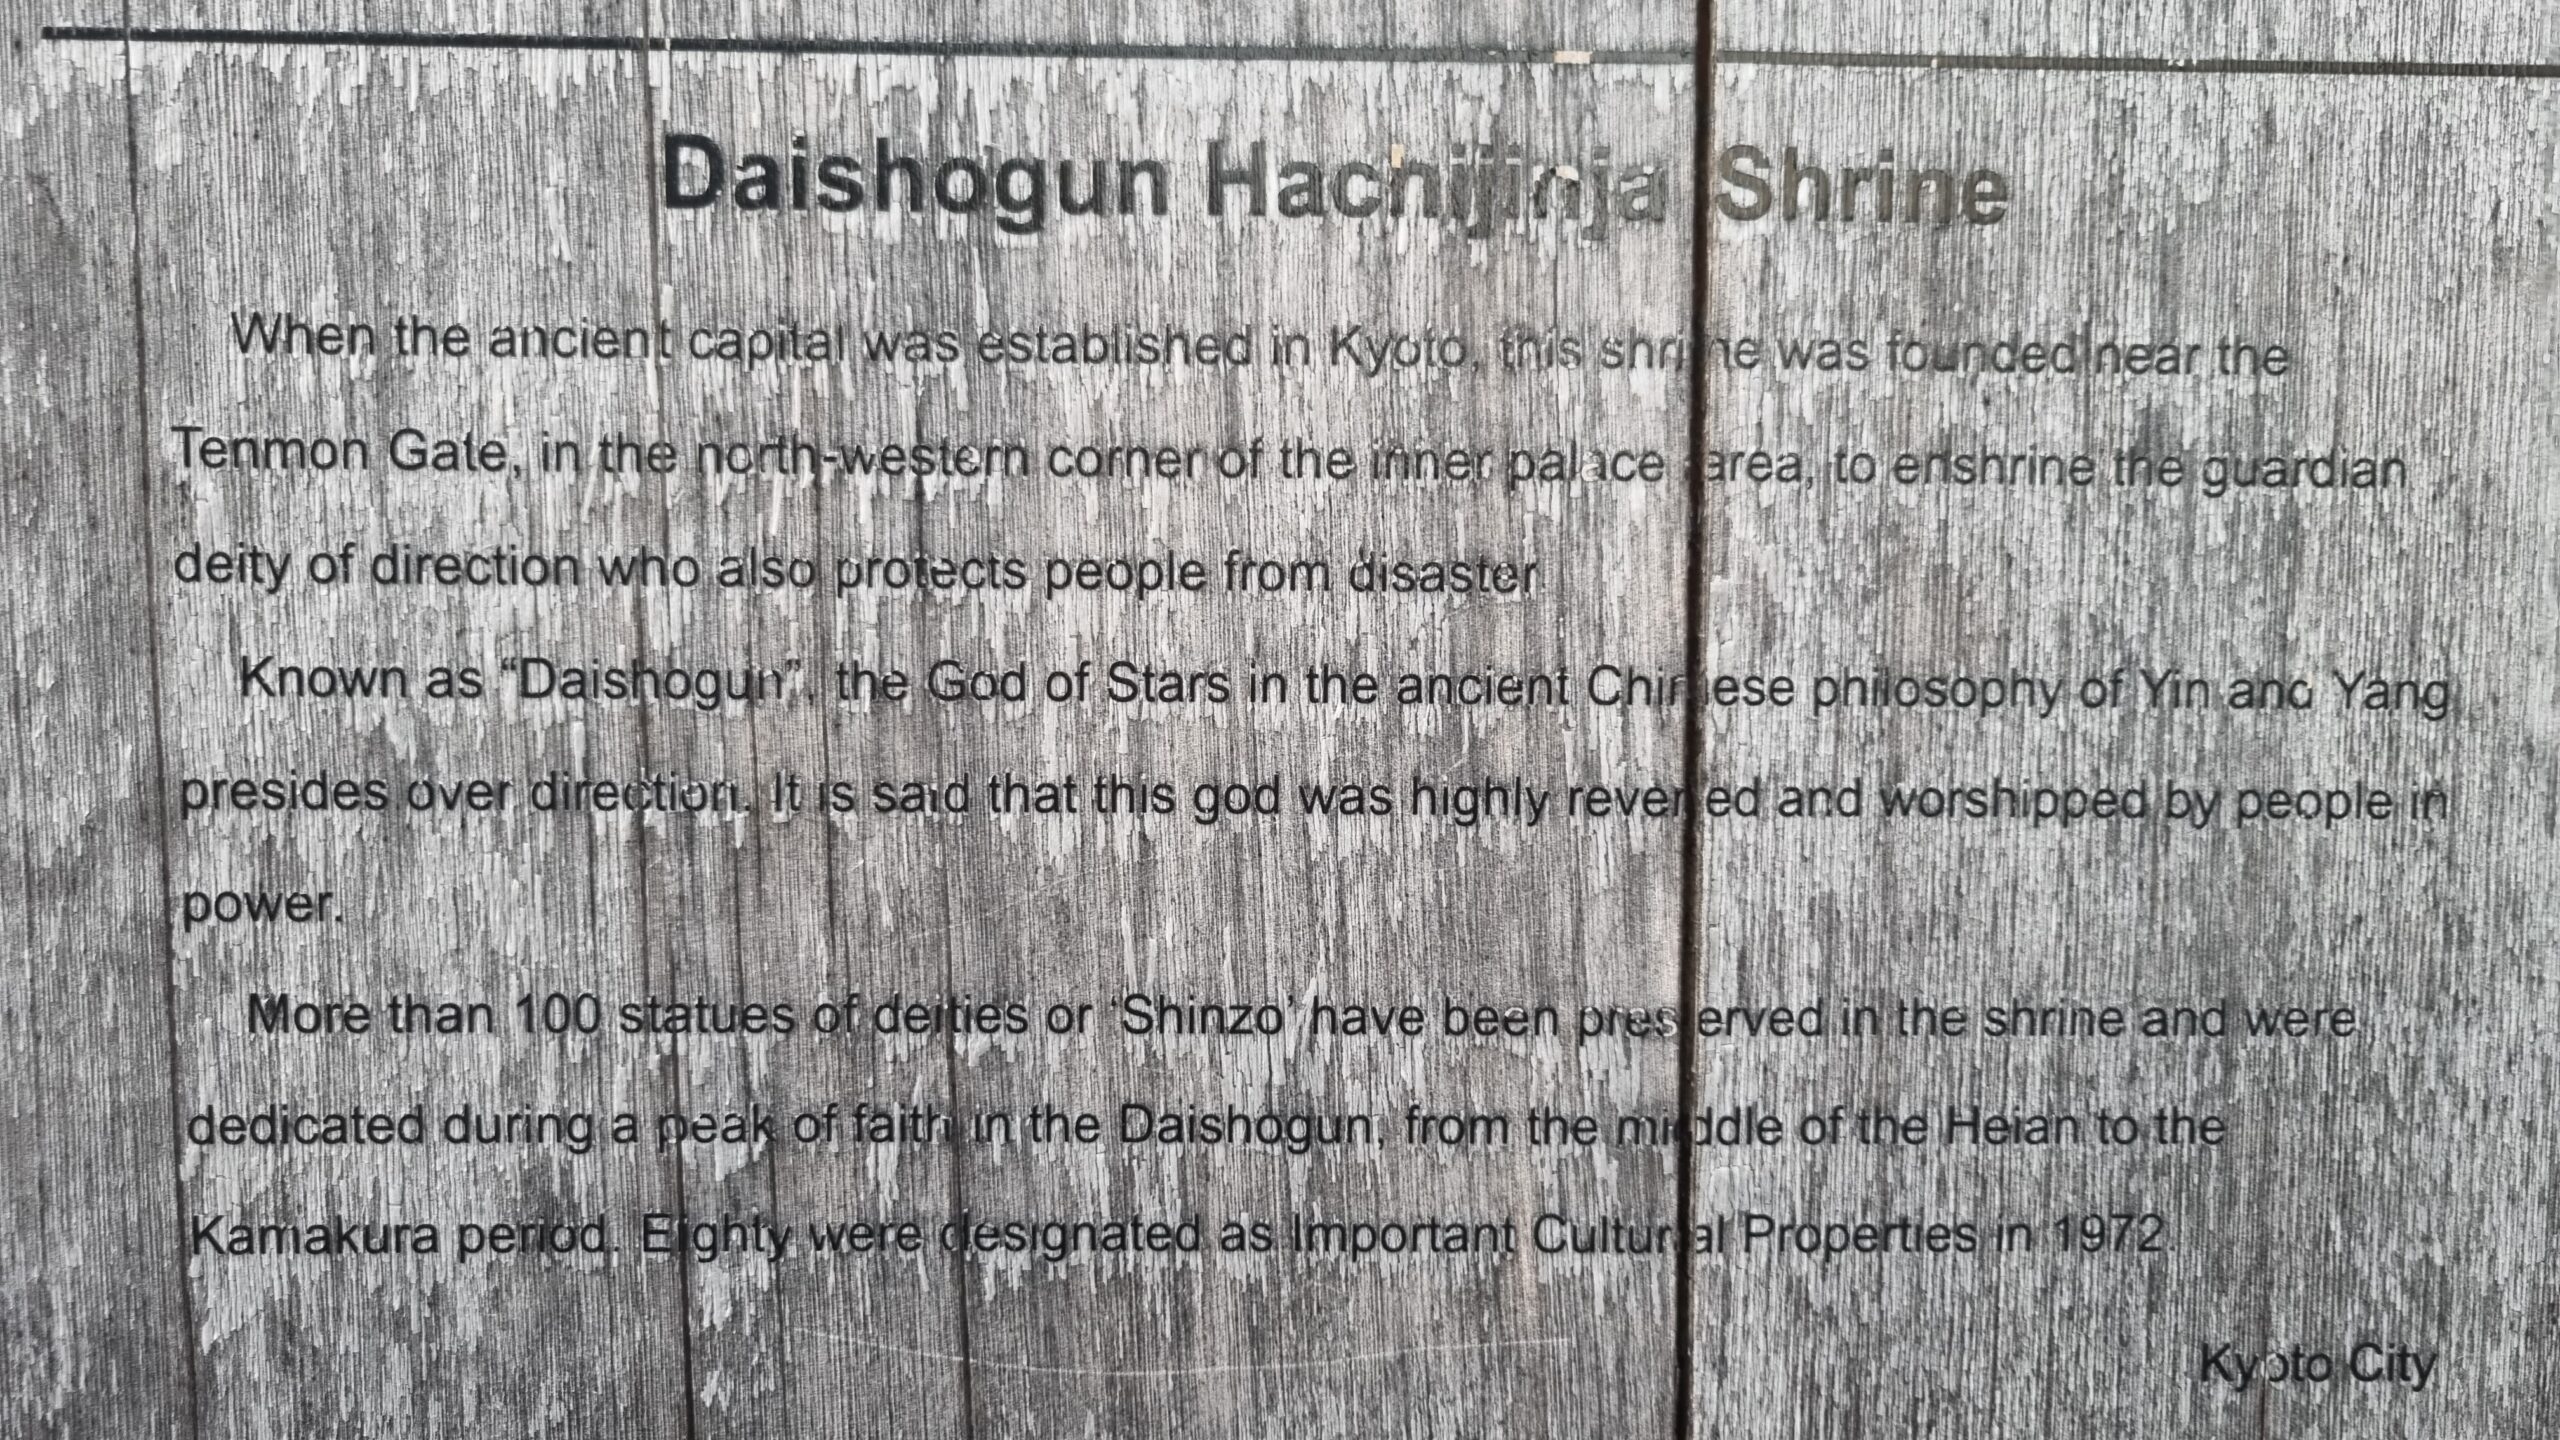 Daishogun Hachijinja Shrine
When the ancient capital was established in Kyoto, this shrine was founded near the
Tenmon Gate, in the north-western corner of the inner palace area, to enshrine the guardian
deity of direction who also protects people from disaster
Known as “Daishogun”, the God of Stars in the ancient Chinese philosophy of Yin and Yang
presides over direction. It is said that this god was highly revered and worshipped by people in
power.
More than 100 statues of deities or ‘Shinzo’ have been preserved in the shrine and were
dedicated during a peak of faith in the Daishogun, from the middle of the Heian to the
Kamakura period. Eighty were designated as Important Cultural Properties in 1972.
Kyoto City